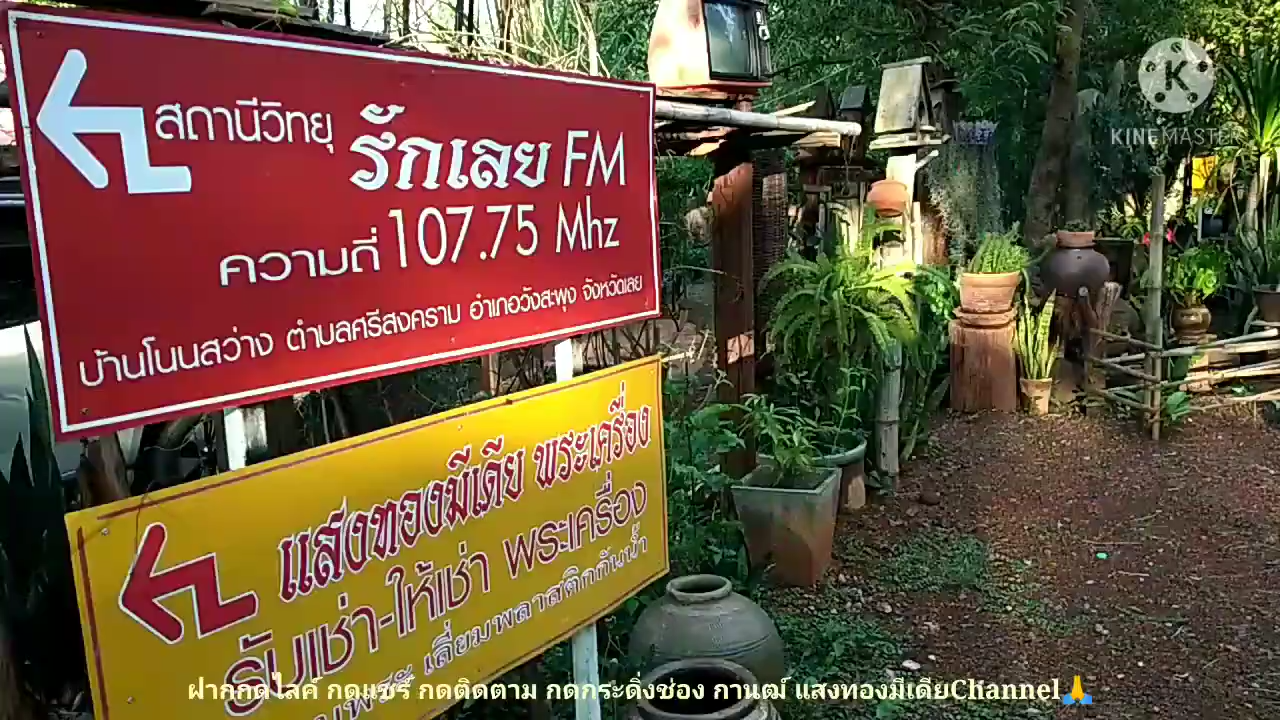 สถานีวิทยุ รักเลย FM
ความถี่ 107.75 Mhz
บ้านโนนสว่าง ตำบลศรีสงคราม อำเภอวังสะพุง จังหวัดเลย
แสงทองมีเดีย พระเครื่อง
รับเช่า-ให้เช่า พระเครื่อง
เลี่ยมพลาสติกกันน้ำ
ฝากกดไลค์ กดแชร์ กดติดตาม กดกระดิ่งช่อง กานตฒ์ แสงทองมีเดียChannel🙏
KINEMASTER